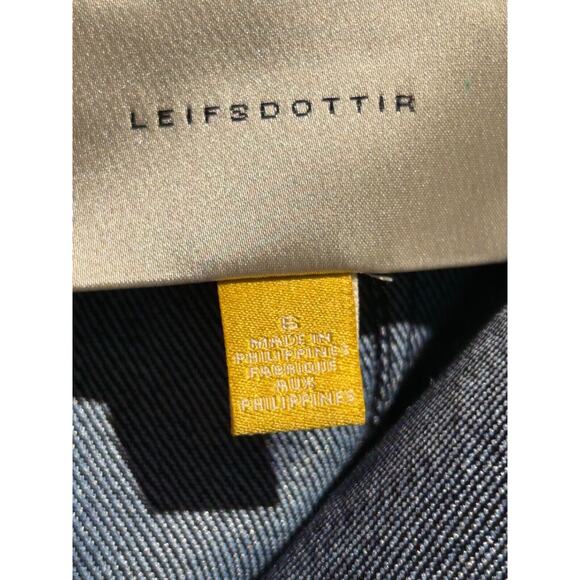 LEIFSDOTTIR
6
MADE IN
PHILIPPINES
FABRIQUE
AUX
PHILIPPINES